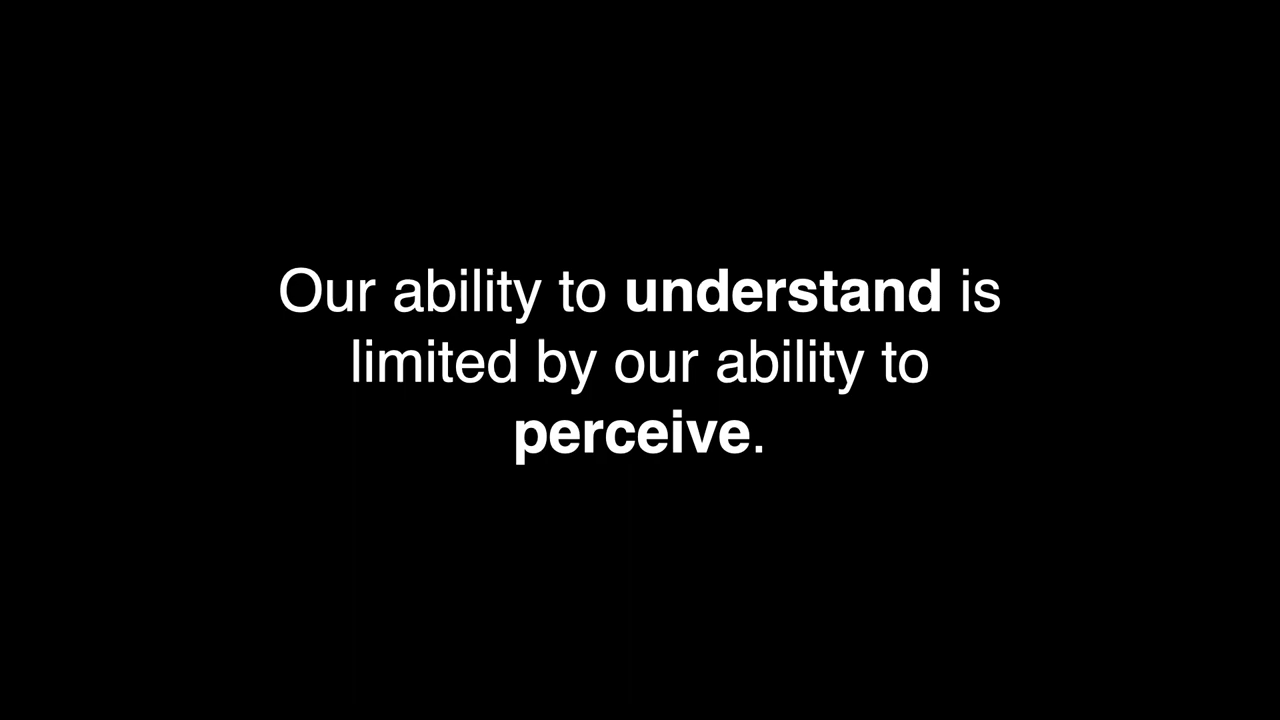 Our ability to understand is
limited by our ability to
perceive.